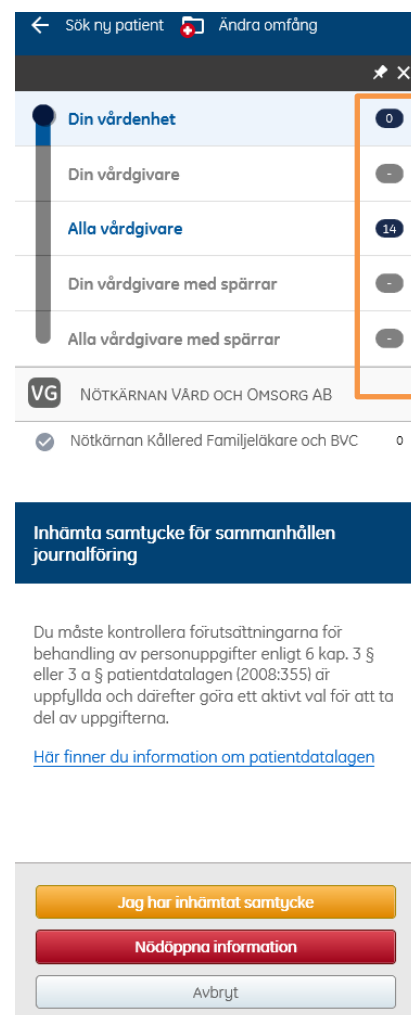 Sök ny patient Ändra omfång
Din vårdenhet 0
Din vårdgivare -
Alla vårdgivare 14
Din vårdgivare med spärrar -
Alla vårdgivare med spärrar -
VG NÖTKÄRNAN VÅRD OCH OMSORG AB
Nötkärnan Kållered Familjeläkare och BVC 0
Inhämta samtycke för sammanhållen
journalföring
Du måste kontrollera förutsättningarna för
behandling av personuppgifter enligt 6 kap. 3 §
eller 3 a § patientdatalagen (2008:355) är
uppfyllda och därefter göra ett aktivt val för att ta
del av uppgifterna.
Här finner du information om patientdatalagen
Jag har inhämtat samtycke
Nödöppna information
Avbryt